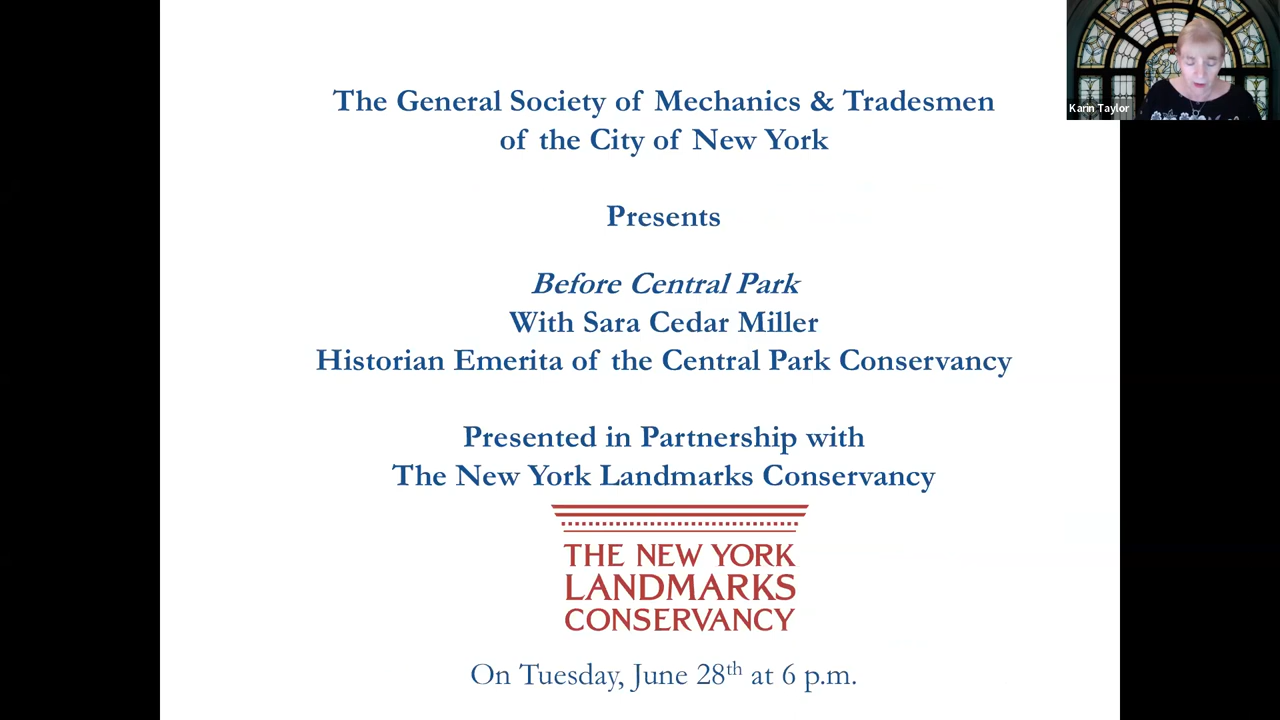 The General Society of Mechanics & Tradesmen
of the City of New York
Presents
Before Central Park
With Sara Cedar Miller
Historian Emerita of the Central Park Conservancy
Presented in Partnership with
The New York Landmarks Conservancy
THE NEW YORK
LANDMARKS
CONSERVANCY
On Tuesday, June 28th at 6 p.m.
Karin Taylor